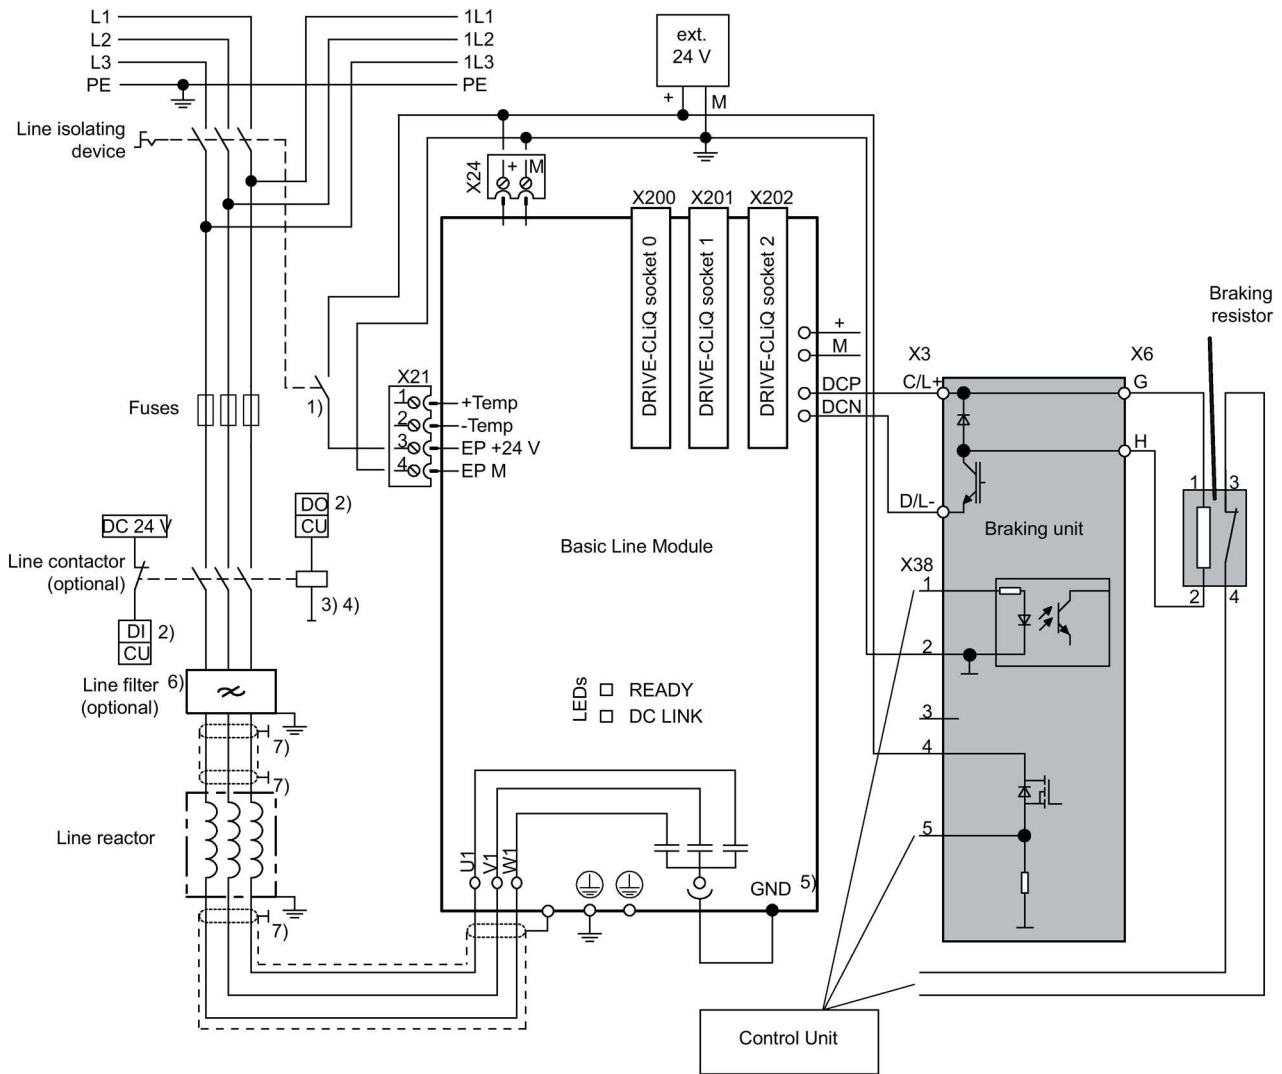 L1
1L1
L2
1L2
L3
1L3
PE
PE
ext.
24 V
+
M
Line isolating
device
X24
+ M
X200
X201
X202
DRIVE-CLiQ socket 0
DRIVE-CLiQ socket 1
DRIVE-CLiQ socket 2
Braking
resistor
+
M
X3
X6
DCP
C/L+
G
DCN
X21
1
+Temp
2
-Temp
3
EP +24 V
4
EP M
Fuses
1)
H
D/L-
1
3
2
4
Braking unit
DO
2)
CU
DC 24 V
Basic Line Module
Line contactor
(optional)
3) 4)
X38
1
2
3
4
5
DI
2)
CU
Line filter
(optional)
6)
LEDs
READY
DC LINK
7)
7)
Line reactor
U1
V1
W1
GND
5)
7)
Control Unit